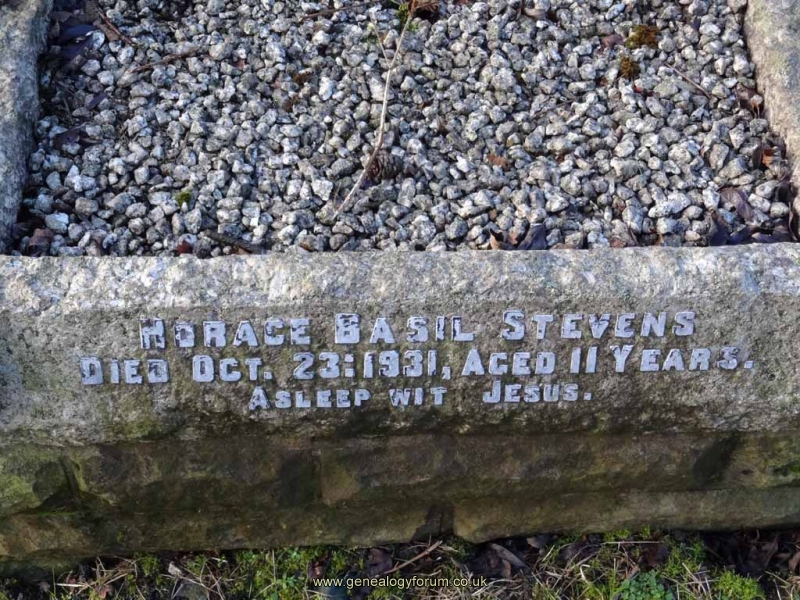 HORACE BASIL STEVENS
DIED OCT. 23: 1931, AGED 11 YEARS.
ASLEEP WIT JESUS.
www.genealogyforum.co.uk